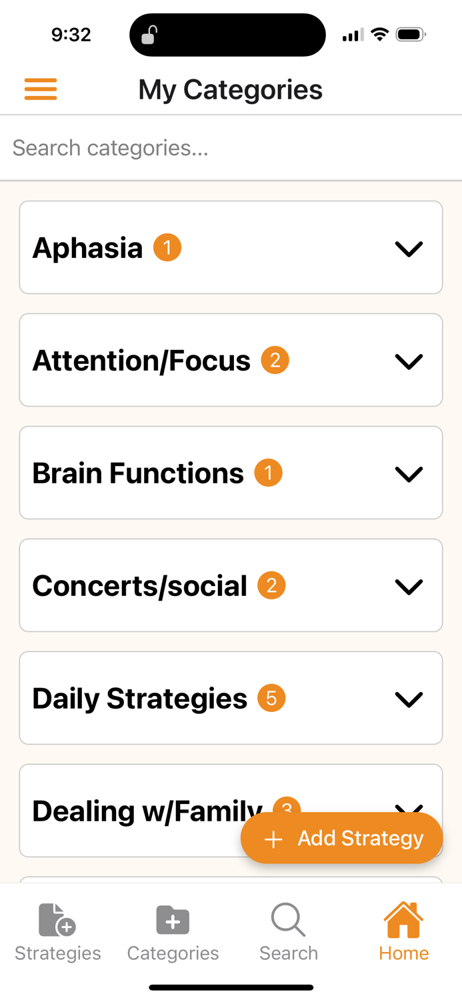 9:32
My Categories
Search categories...
Aphasia 1
Attention/Focus 2
Brain Functions 1
Concerts/social 2
Daily Strategies 5
Dealing w/Family 3
+ Add Strategy
Strategies Categories Search Home